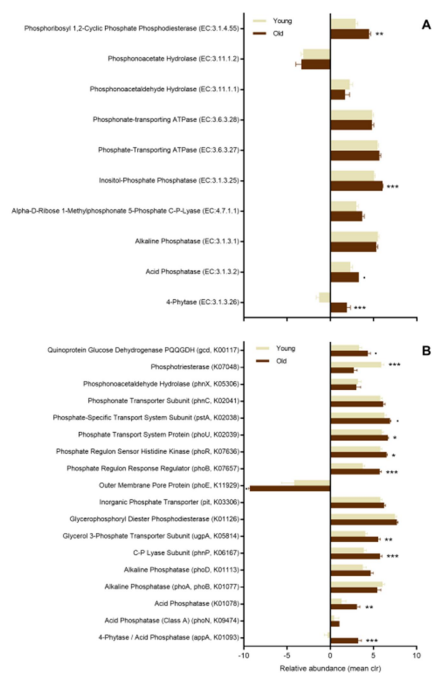 A
Young
Old
Phosphoribosyl 1,2-Cyclic Phosphate Phosphodiesterase (EC:3.1.4.55)
**
Phosphonoacetate Hydrolase (EC:3.11.1.2)
Phosphonoacetaldehyde Hydrolase (EC:3.11.1.1)
Phosphonate-transporting ATPase (EC:3.6.3.28)
Phosphate-Transporting ATPase (EC:3.6.3.27)
Inositol-Phosphate Phosphatase (EC:3.1.3.25)
***
Alpha-D-Ribose 1-Methylphosphonate 5-Phosphate C-P-Lyase (EC:4.7.1.1)
Alkaline Phosphatase (EC:3.1.3.1)
Acid Phosphatase (EC:3.1.3.2)
4-Phytase (EC:3.1.3.26)
***
B
Young
Old
Quinoprotein Glucose Dehydrogenase PQQGDH (gcd, K00117)
Phosphotriesterase (K07048)
***
Phosphonoacetaldehyde Hydrolase (phnX, K05306)
Phosphonate Transporter Subunit (phnC, K02041)
Phosphate-Specific Transport System Subunit (pstA, K02038)
Phosphate Transport System Protein (phoU, K02039)
*
Phosphate Regulon Sensor Histidine Kinase (phoR, K07636)
*
Phosphate Regulon Response Regulator (phoB, K07657)
***
Outer Membrane Pore Protein (phoE, K11929)
Inorganic Phosphate Transporter (pit, K03306)
Glycerophosphoryl Diester Phosphodiesterase (K01126)
Glycerol 3-Phosphate Transporter Subunit (ugpA, K05814)
**
C-P Lyase Subunit (phnP, K06167)
***
Alkaline Phosphatase (phoD, K01113)
Alkaline Phosphatase (phoA, phoB, K01077)
Acid Phosphatase (K01078)
**
Acid Phosphatase (Class A) (phoN, K09474)
4-Phytase / Acid Phosphatase (appA, K01093)
***
-10 -5 0 5 10
Relative abundance (mean clr)